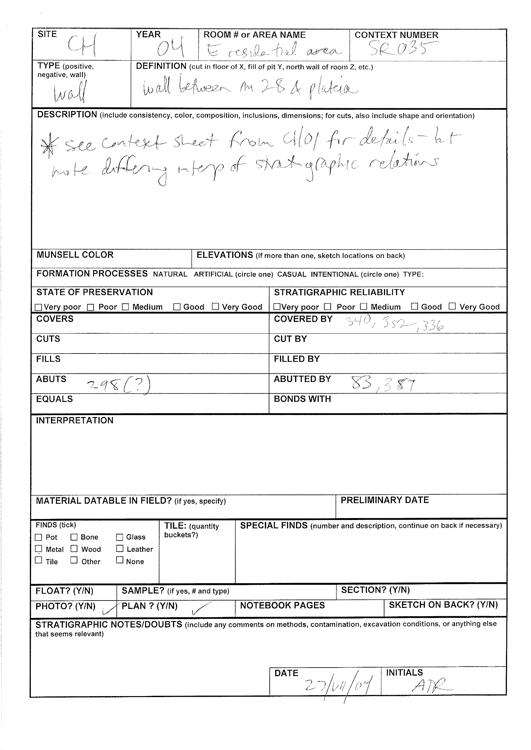 SITE YEAR ROOM # or AREA NAME CONTEXT NUMBER
CH 04 E residential area SR035
TYPE (positive, negative, wall) DEFINITION (cut in floor of X, fill of pit Y, north wall of room Z, etc.)
wall wall between m 28 & plateia
DESCRIPTION (include consistency, color, composition, inclusions, dimensions; for cuts, also include shape and orientation)
* see context sheet from CH01 for details - but
note differing interp of stratigraphic relations
MUNSELL COLOR ELEVATIONS (if more than one, sketch locations on back)
FORMATION PROCESSES NATURAL ARTIFICIAL (circle one) CASUAL INTENTIONAL (circle one) TYPE:
STATE OF PRESERVATION STRATIGRAPHIC RELIABILITY
Very poor Poor Medium Good Very Good Very poor Poor Medium Good Very Good
COVERS COVERED BY 340, 382, 336
CUTS CUT BY
FILLS FILLED BY
ABUTS 298(?) ABUTTED BY 83, 387
EQUALS BONDS WITH
INTERPRETATION
MATERIAL DATABLE IN FIELD? (if yes, specify) PRELIMINARY DATE
FINDS (tick) TILE: (quantity buckets?) SPECIAL FINDS (number and description, continue on back if necessary)
Pot Bone Glass
Metal Wood Leather
Tile Other None
FLOAT? (Y/N) SAMPLE? (if yes, # and type) SECTION? (Y/N)
PHOTO? (Y/N) ✓ PLAN ? (Y/N) ✓ NOTEBOOK PAGES SKETCH ON BACK? (Y/N)
STRATIGRAPHIC NOTES/DOUBTS (include any comments on methods, contamination, excavation conditions, or anything else
that seems relevant)
DATE INITIALS
27/VII/04